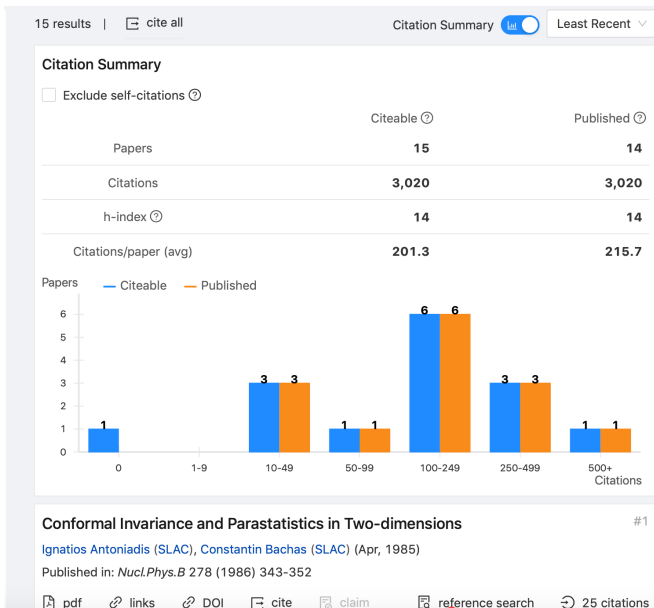 15 results | cite all Citation Summary Least Recent
Citation Summary
Exclude self-citations
Citeable Published
Papers 15 14
Citations 3,020 3,020
h-index 14 14
Citations/paper (avg) 201.3 215.7
Papers Citeable Published
6 6 6
5
4
3 3 3 3 3
2
1 1 1 1 1 1
0
0 1-9 10-49 50-99 100-249 250-499 500+
Citations
Conformal Invariance and Parastatistics in Two-dimensions #1
Ignatios Antoniadis (SLAC), Constantin Bachas (SLAC) (Apr, 1985)
Published in: Nucl.Phys.B 278 (1986) 343-352
pdf links DOI cite claim reference search 25 citations